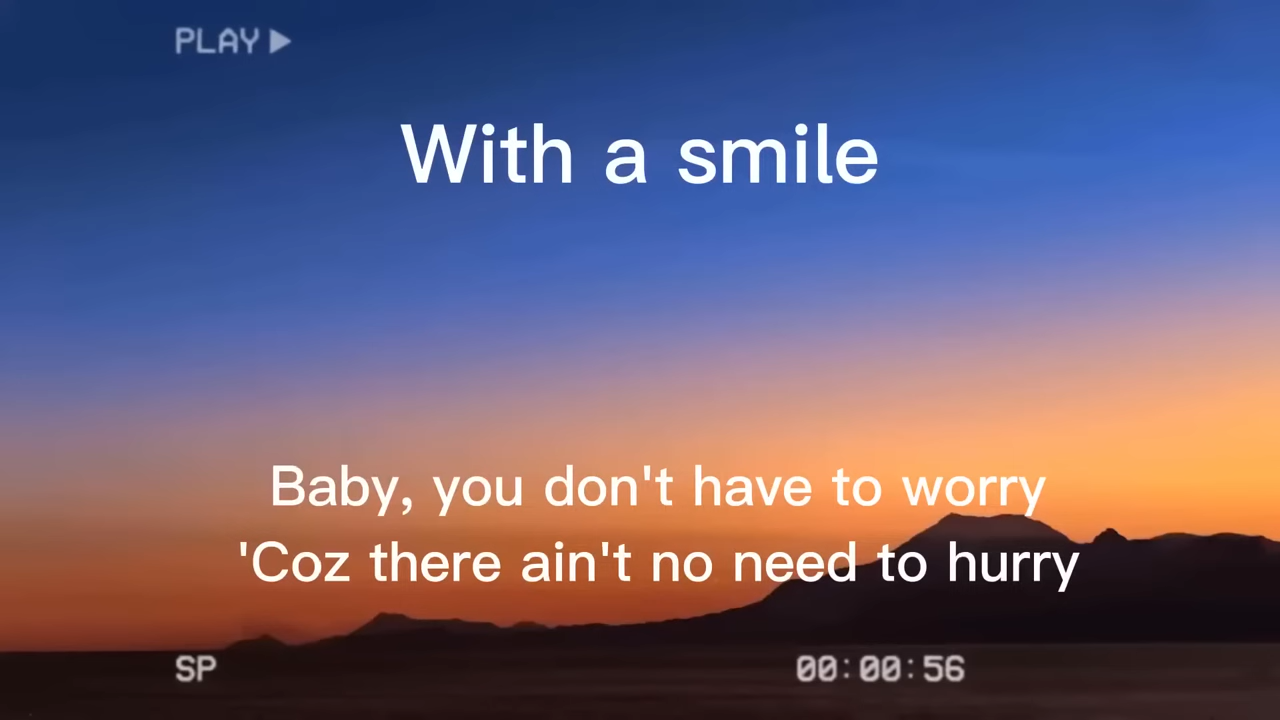 PLAY ▶
With a smile
Baby, you don't have to worry
'Coz there ain't no need to hurry
SP
00:00:56